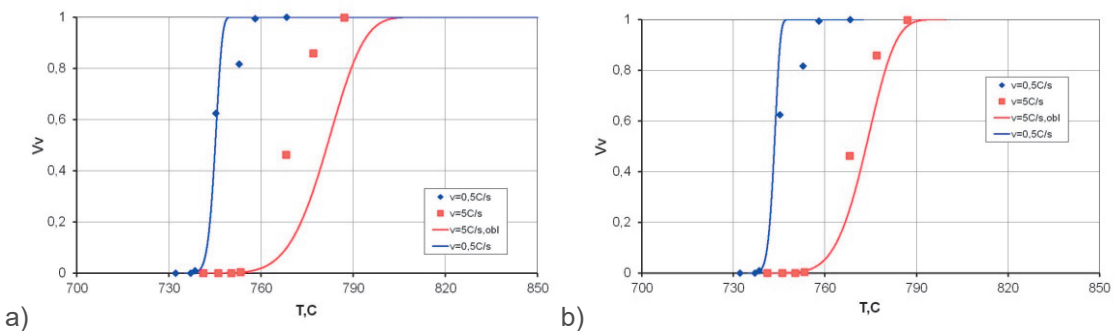 1
0,8
0,6
0,4
0,2
0
Vv
v=0,5C/s
v=5C/s
v=5C/s,obl
v=0,5C/s
700 730 760 790 820 850
T,C
a)
1
0,8
0,6
0,4
0,2
0
Vv
v=0,5C/s
v=5C/s
v=5C/s,obl
v=0,5C/s
700 730 760 790 820 850
T,C
b)